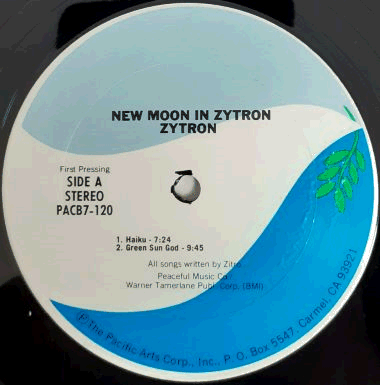 NEW MOON IN ZYTRON
ZYTRON
First Pressing
SIDE A
STEREO
PACB7-120
1. Haiku - 7:24
2. Green Sun God - 9:45
All songs written by
Peaceful Music
Warner Tamerlane Publ. Corp. (BMI)
℗ The Pacific Arts Corp., Inc., P. O. Box 5547, Carmel, CA 93921